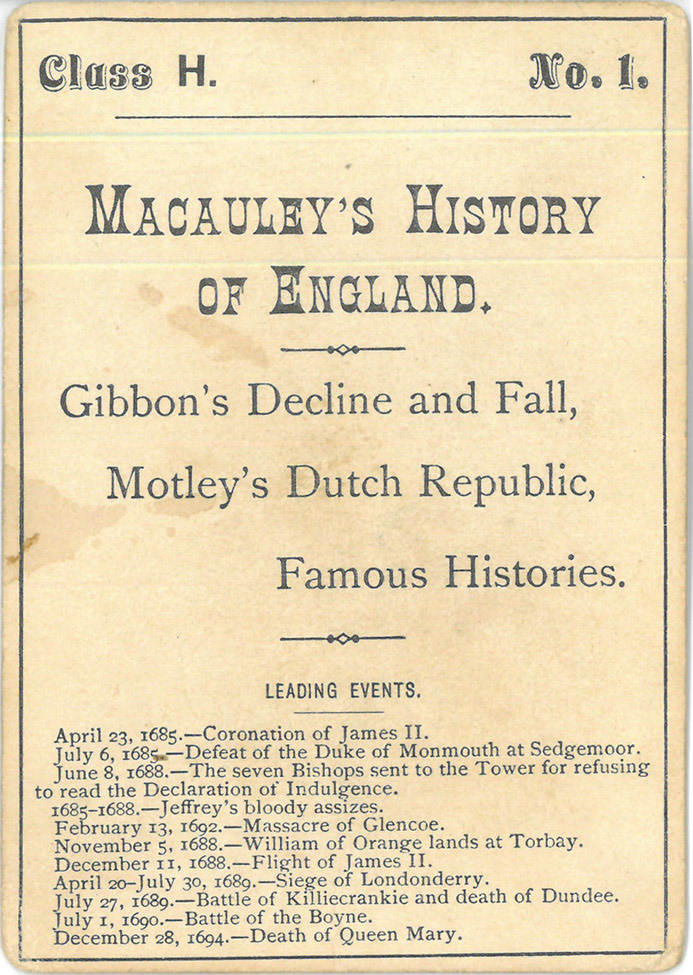 Class H.
No. 1.
MACAULEY'S HISTORY
OF ENGLAND.
Gibbon's Decline and Fall,
Motley's Dutch Republic,
Famous Histories.
LEADING EVENTS.
April 23, 1685.—Coronation of James II.
July 6, 1685.—Defeat of the Duke of Monmouth at Sedgemoor.
June 8, 1688.—The seven Bishops sent to the Tower for refusing
to read the Declaration of Indulgence.
1685–1688.—Jeffrey's bloody assizes.
February 13, 1692.—Massacre of Glencoe.
November 5, 1688.—William of Orange lands at Torbay.
December 11, 1688.—Flight of James II.
April 20–July 30, 1689.—Siege of Londonderry.
July 27, 1689.—Battle of Killiecrankie and death of Dundee.
July 1, 1690.—Battle of the Boyne.
December 28, 1694.—Death of Queen Mary.